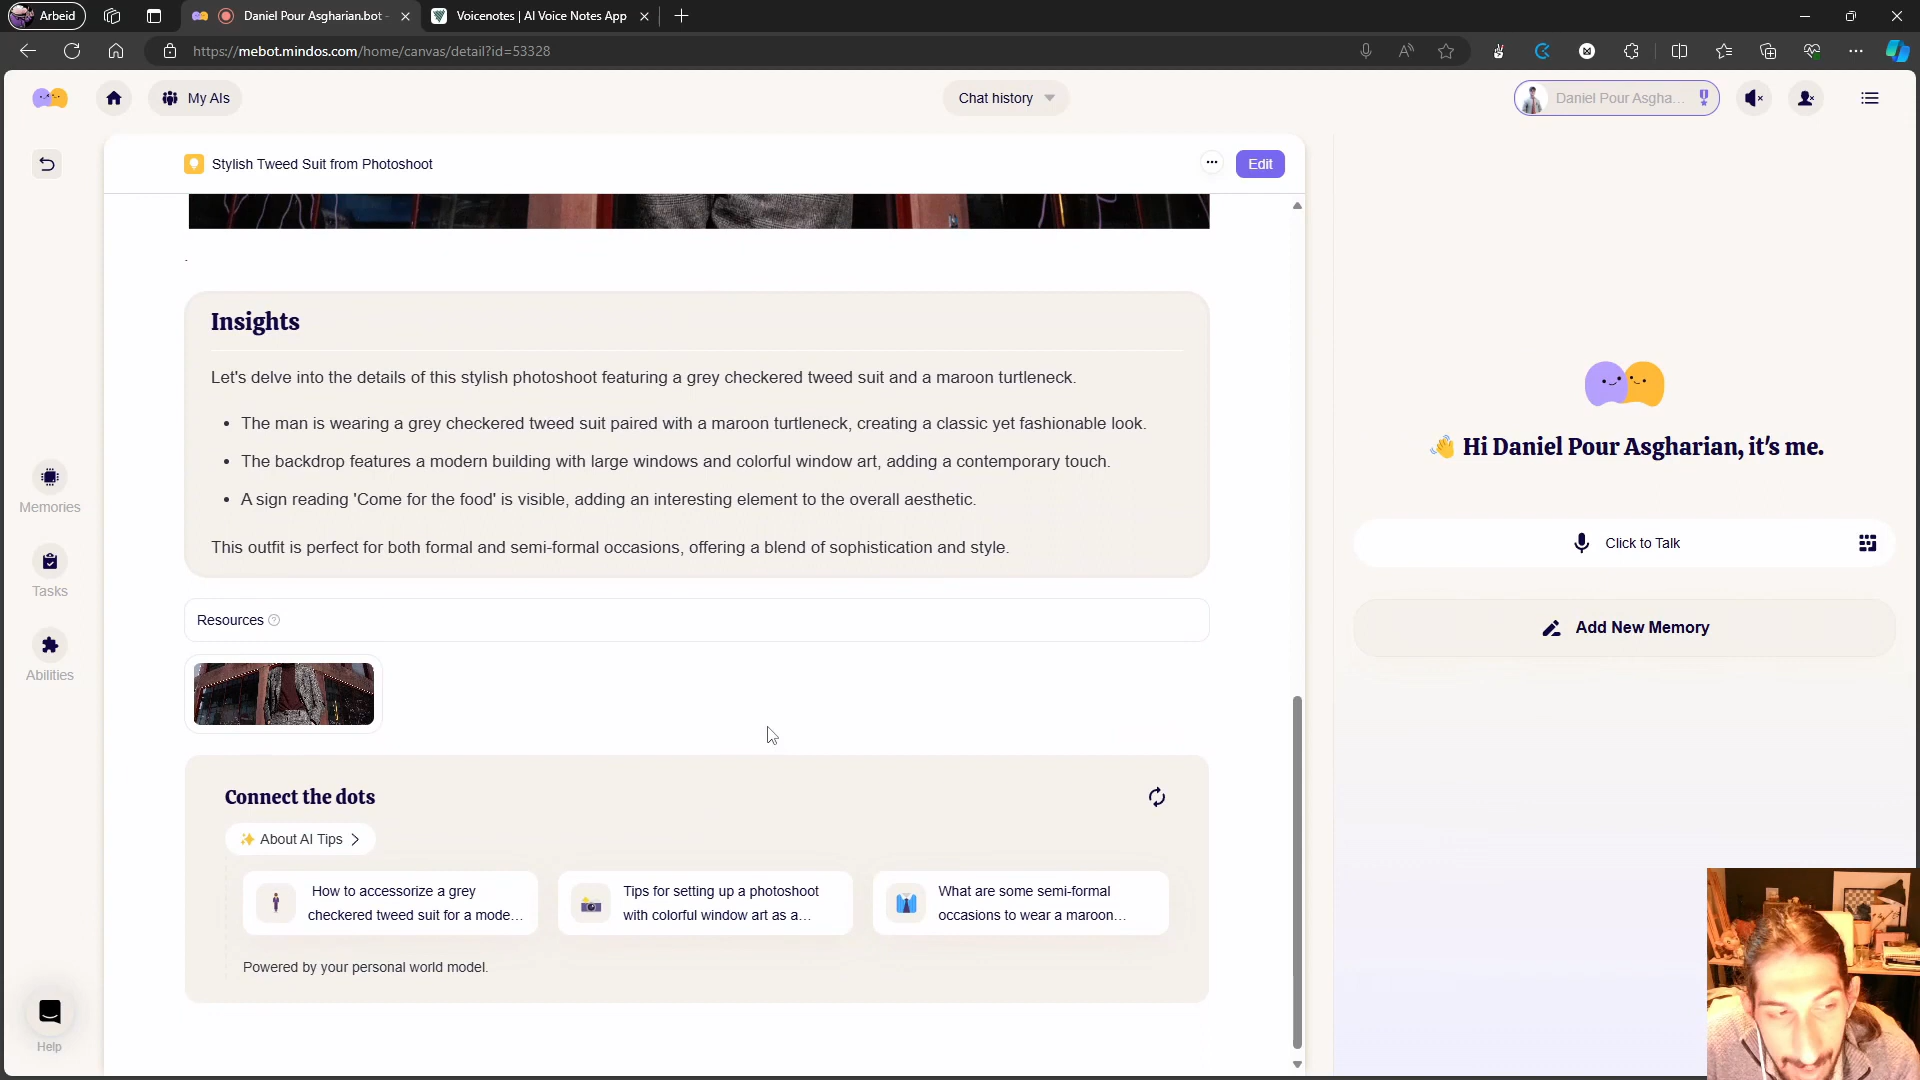 Arbeid
Daniel Pour Asgharian.bot -
Voicenotes | AI Voice Notes App
https://mebot.mindos.com/home/canvas/detail?id=53328
My AIs
Chat history
Daniel Pour Asgha...
Stylish Tweed Suit from Photoshoot
Edit
.
Insights
Let's delve into the details of this stylish photoshoot featuring a grey checkered tweed suit and a maroon turtleneck.
• The man is wearing a grey checkered tweed suit paired with a maroon turtleneck, creating a classic yet fashionable look.
• The backdrop features a modern building with large windows and colorful window art, adding a contemporary touch.
• A sign reading 'Come for the food' is visible, adding an interesting element to the overall aesthetic.
This outfit is perfect for both formal and semi-formal occasions, offering a blend of sophistication and style.
Memories
Tasks
Abilities
Help
Resources
Connect the dots
✨ About AI Tips >
How to accessorize a grey
checkered tweed suit for a mode...
Tips for setting up a photoshoot
with colorful window art as a...
What are some semi-formal
occasions to wear a maroon...
Powered by your personal world model.
👋 Hi Daniel Pour Asgharian, it's me.
Click to Talk
Add New Memory